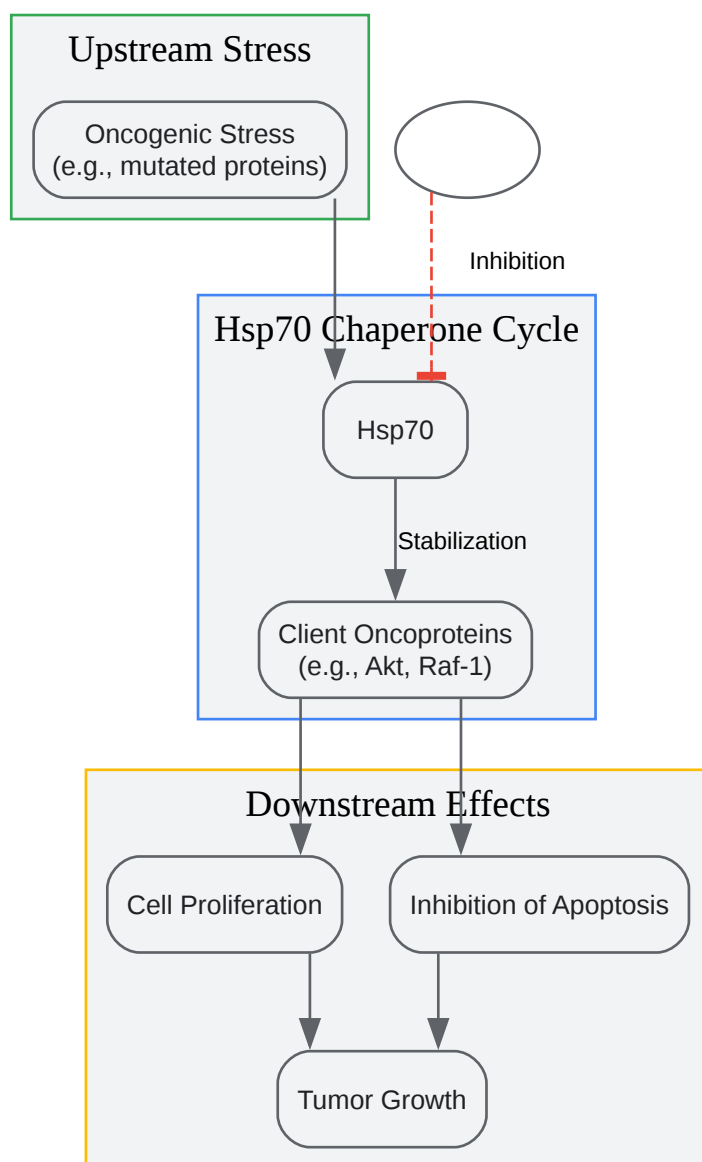 Upstream Stress
Oncogenic Stress
(e.g., mutated proteins)
Inhibition
Hsp70 Chaperone Cycle
Hsp70
Stabilization
Client Oncoproteins
(e.g., Akt, Raf-1)
Downstream Effects
Cell Proliferation
Inhibition of Apoptosis
Tumor Growth